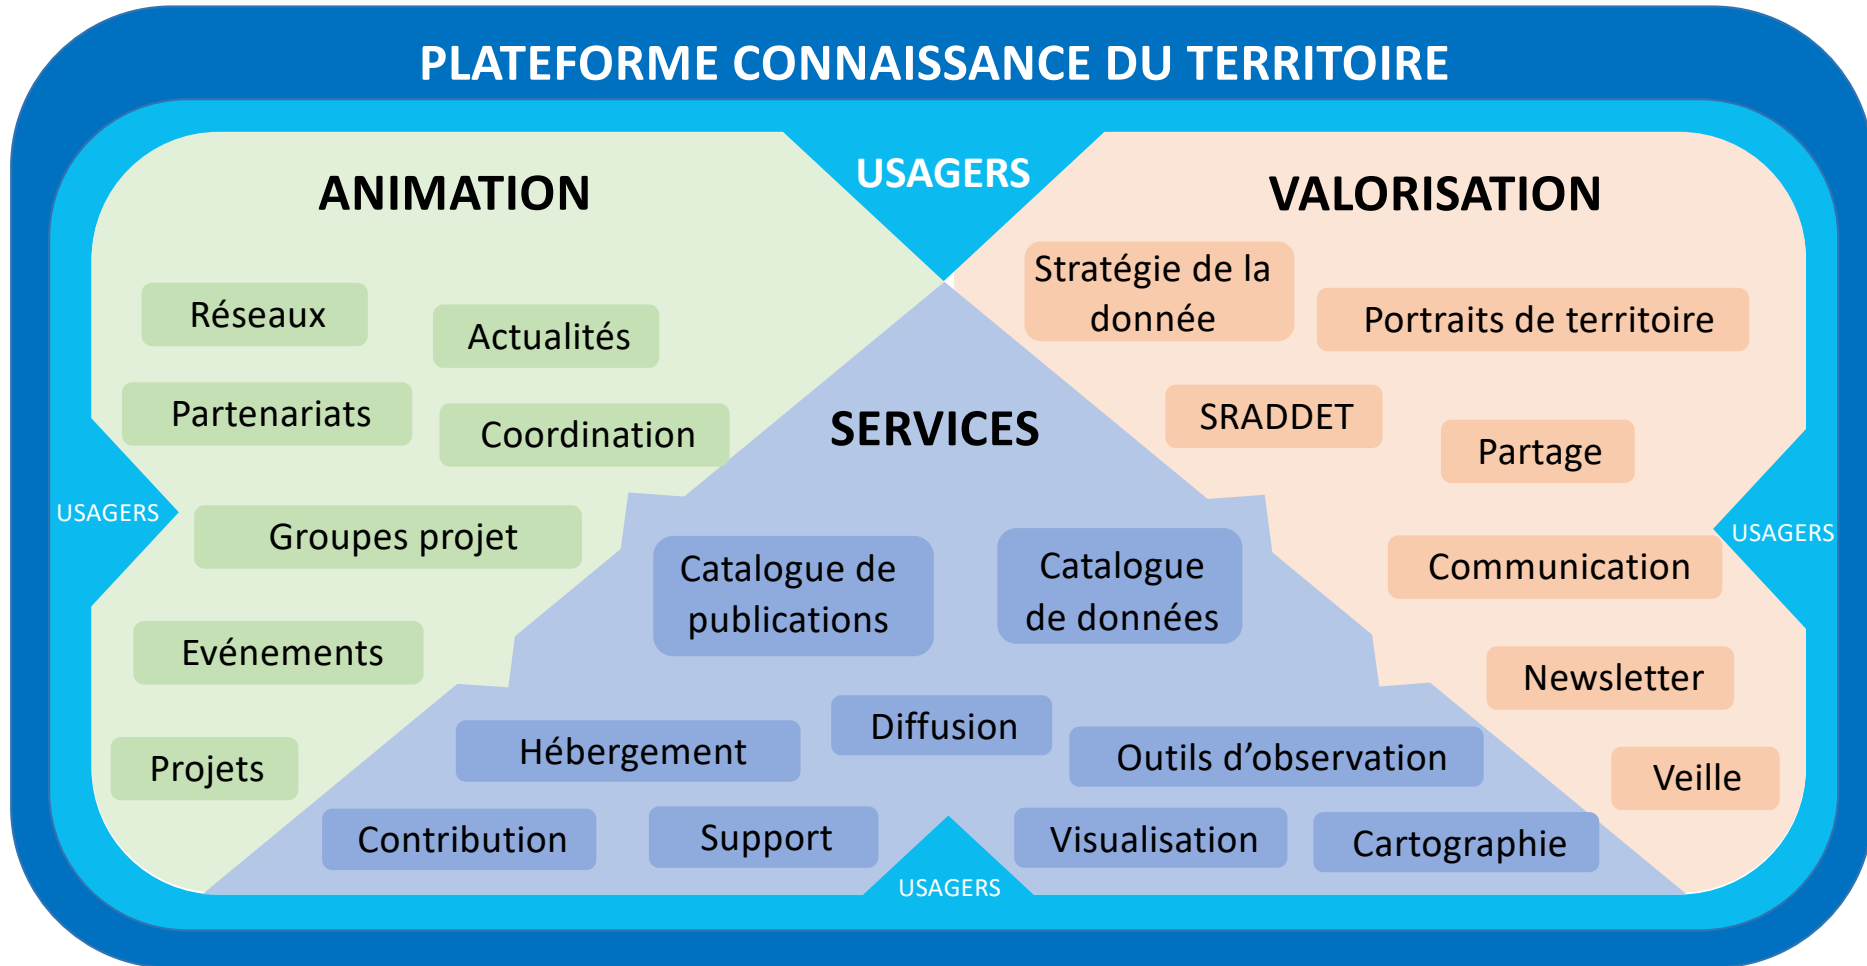 PLATEFORME CONNAISSANCE DU TERRITOIRE
USAGERS
ANIMATION
Réseaux
Actualités
Partenariats
Coordination
Groupes projet
Evénements
Projets
USAGERS
VALORISATION
Stratégie de la
donnée
Portraits de territoire
SRADDET
Partage
Communication
Newsletter
Veille
USAGERS
SERVICES
Catalogue de
publications
Catalogue
de données
Diffusion
Hébergement
Outils d’observation
Contribution
Support
Visualisation
Cartographie
USAGERS